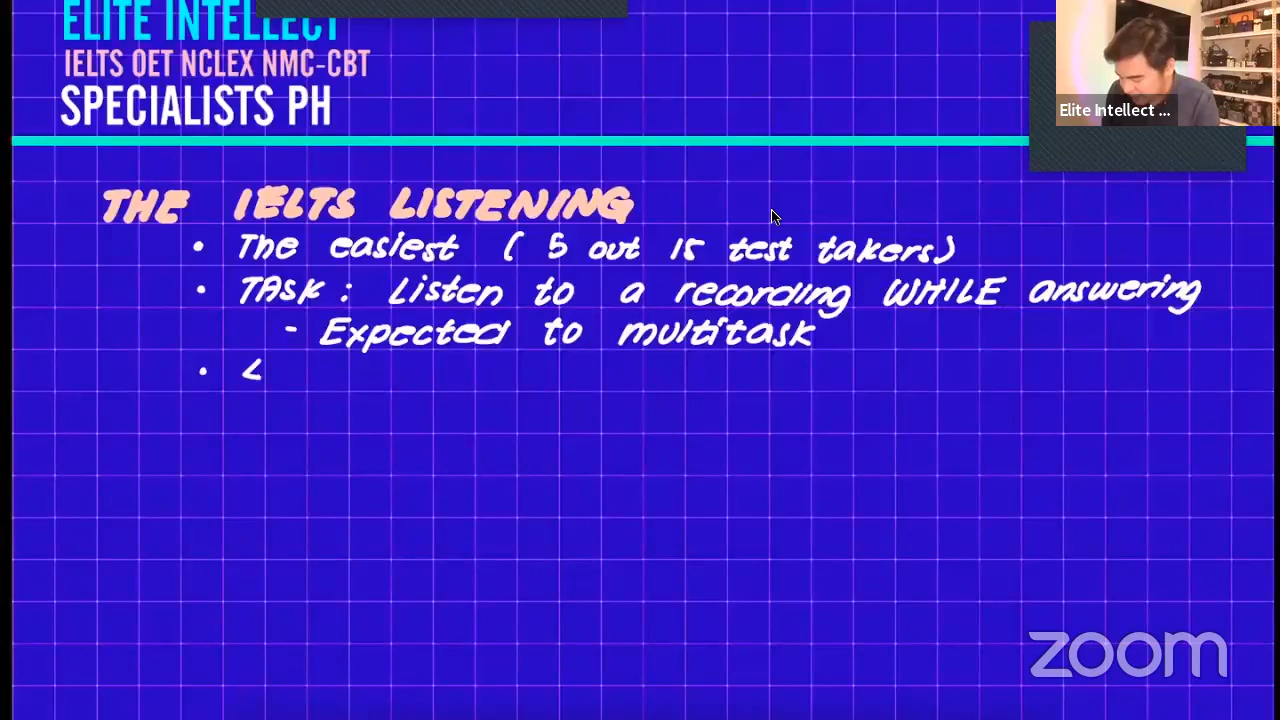 ELITE INTELLECT
IELTS OET NCLEX NMC-CBT
SPECIALISTS PH
Elite Intellect ...
THE IELTS LISTENING
• The easiest ( 5 out 15 test takers)
• TASK : Listen to a recording WHILE answering
- Expected to multitask
•
zoom